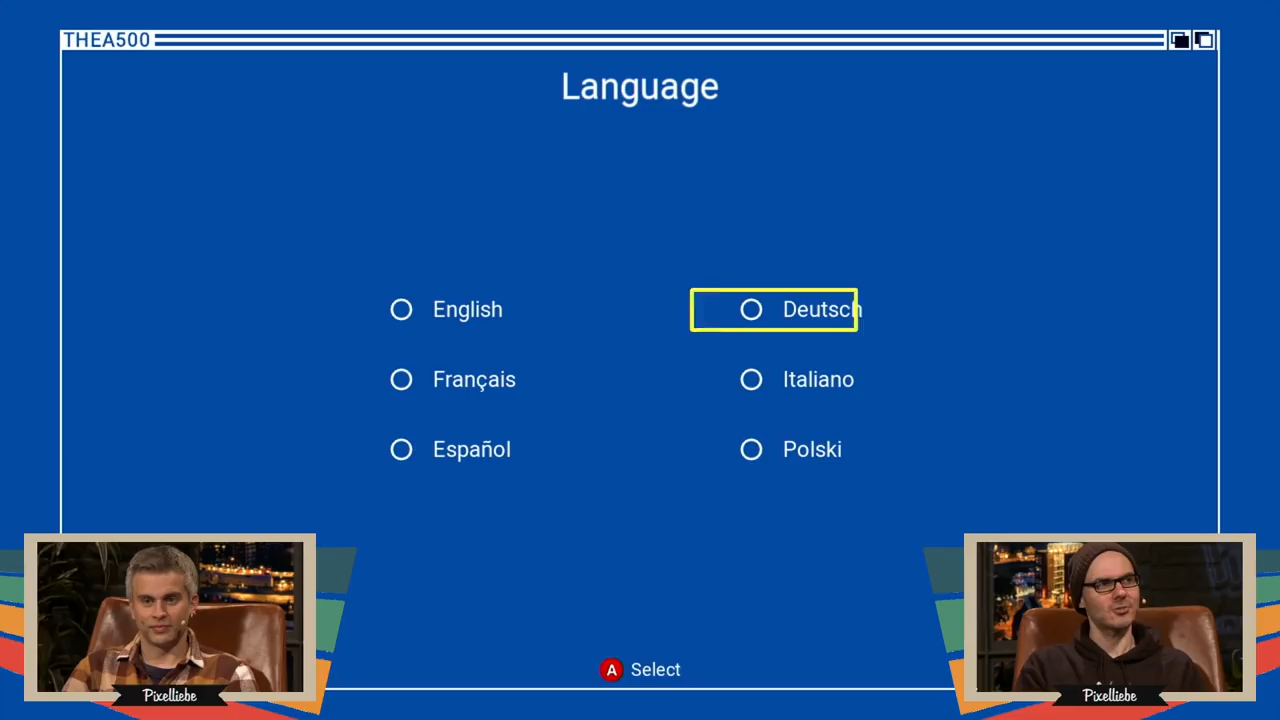 THEA500
Language
English
Deutsch
Français
Italiano
Español
Polski
A Select
Pixelliebe
Pixelliebe